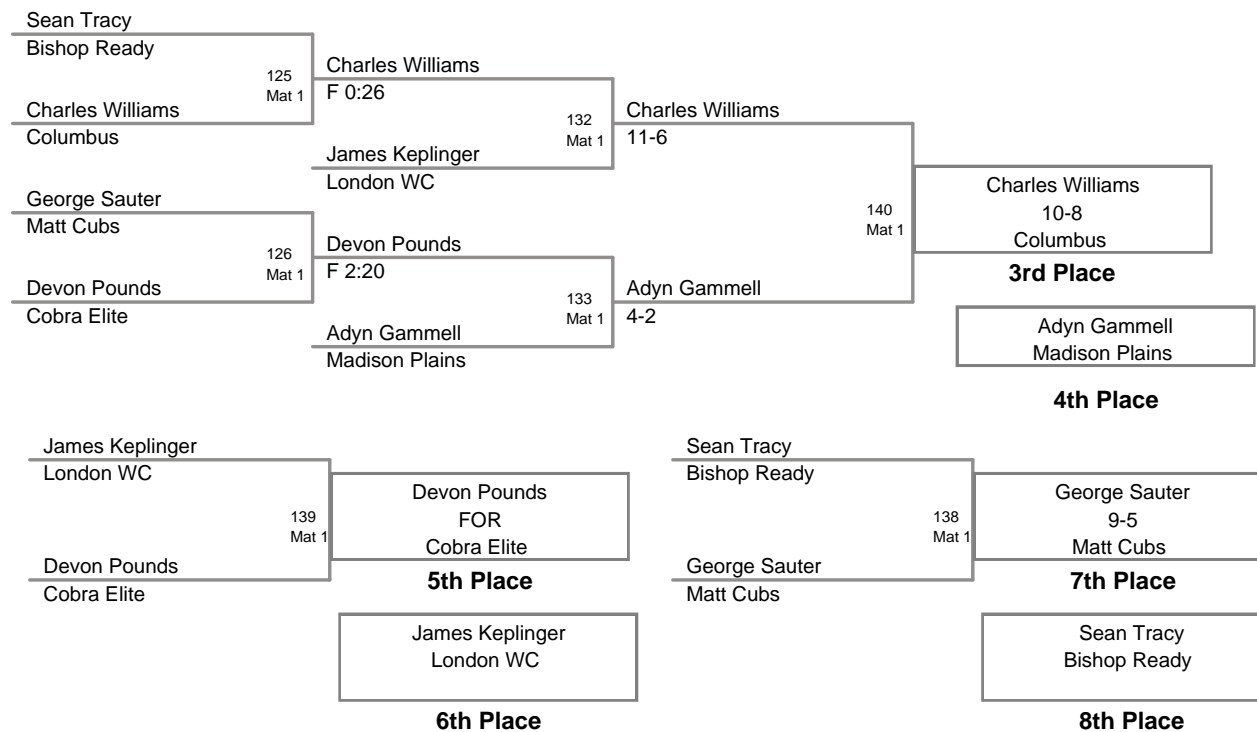 Sean Tracy
Bishop Ready
125
Mat 1
Charles Williams
Columbus
Charles Williams
F 0:26
132
Mat 1
James Keplinger
London WC
Charles Williams
11-6
George Sauter
Matt Cubs
126
Mat 1
Devon Pounds
Cobra Elite
Devon Pounds
F 2:20
133
Mat 1
Adyn Gammell
Madison Plains
Adyn Gammell
4-2
140
Mat 1
Charles Williams
10-8
Columbus
3rd Place
Adyn Gammell
Madison Plains
4th Place
James Keplinger
London WC
139
Mat 1
Devon Pounds
Cobra Elite
Devon Pounds
FOR
Cobra Elite
5th Place
James Keplinger
London WC
6th Place
Sean Tracy
Bishop Ready
138
Mat 1
George Sauter
Matt Cubs
George Sauter
9-5
Matt Cubs
7th Place
Sean Tracy
Bishop Ready
8th Place